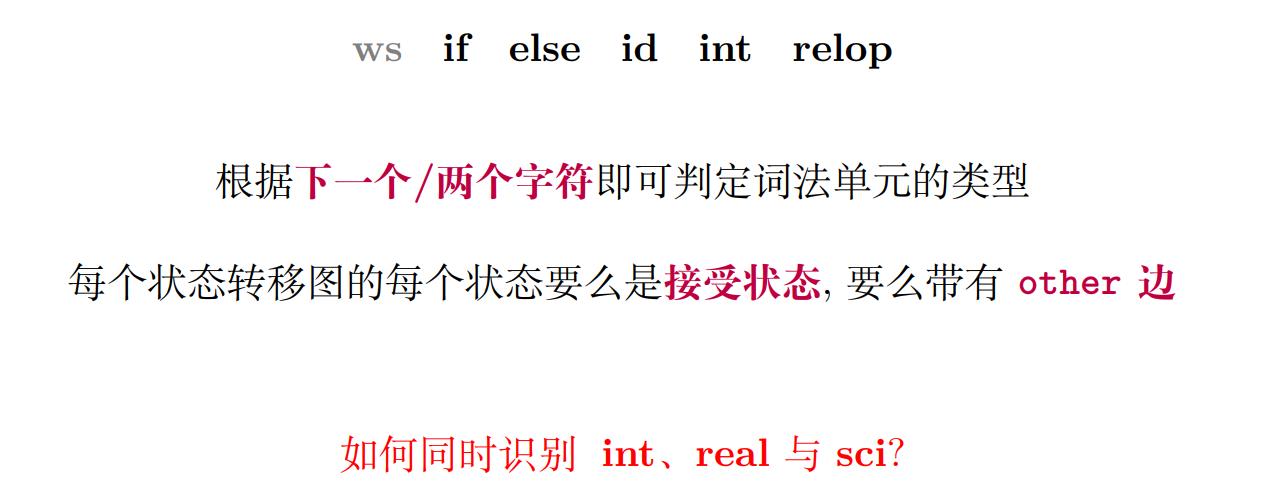 ws if else id int relop
根据下一个/两个字符即可判定词法单元的类型
每个状态转移图的每个状态要么是接受状态, 要么带有 other 边
如何同时识别 int、real 与 sci?